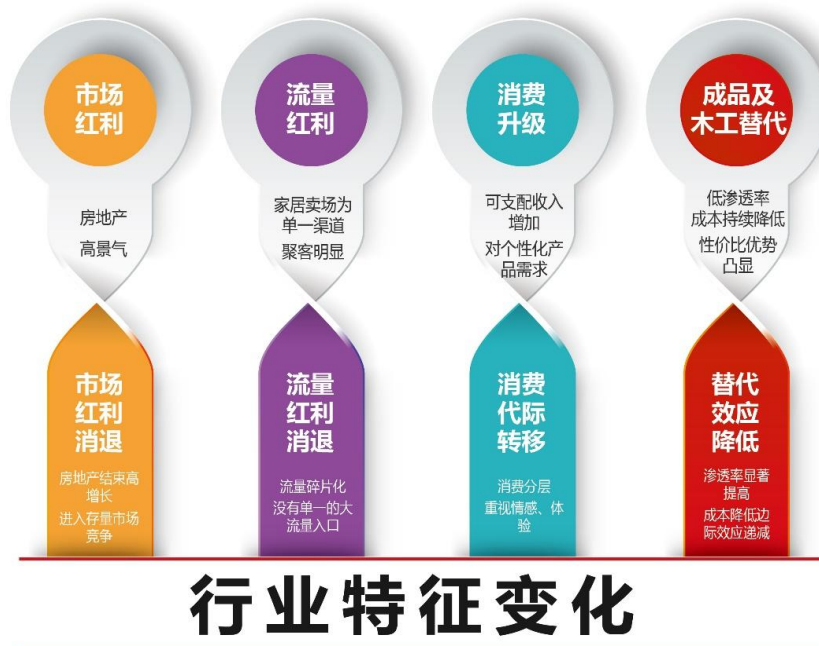 市场
红利
房地产
高景气
流量
红利
家居卖场为
单一渠道
聚客明显
消费
升级
可支配收入
增加
对个性化产
品需求
成品及
木工替代
低渗透率
成本持续降低
性价比优势
凸显
市场
红利
消退
房地产结束高
增长
进入存量市场
竞争
流量
红利
消退
流量碎片化
没有单一的大
流量入口
消费
代际
转移
消费分层
重视情感、体
验
替代
效应
降低
渗透率显著
提高
成本降低边
际效应递减
行业特征变化